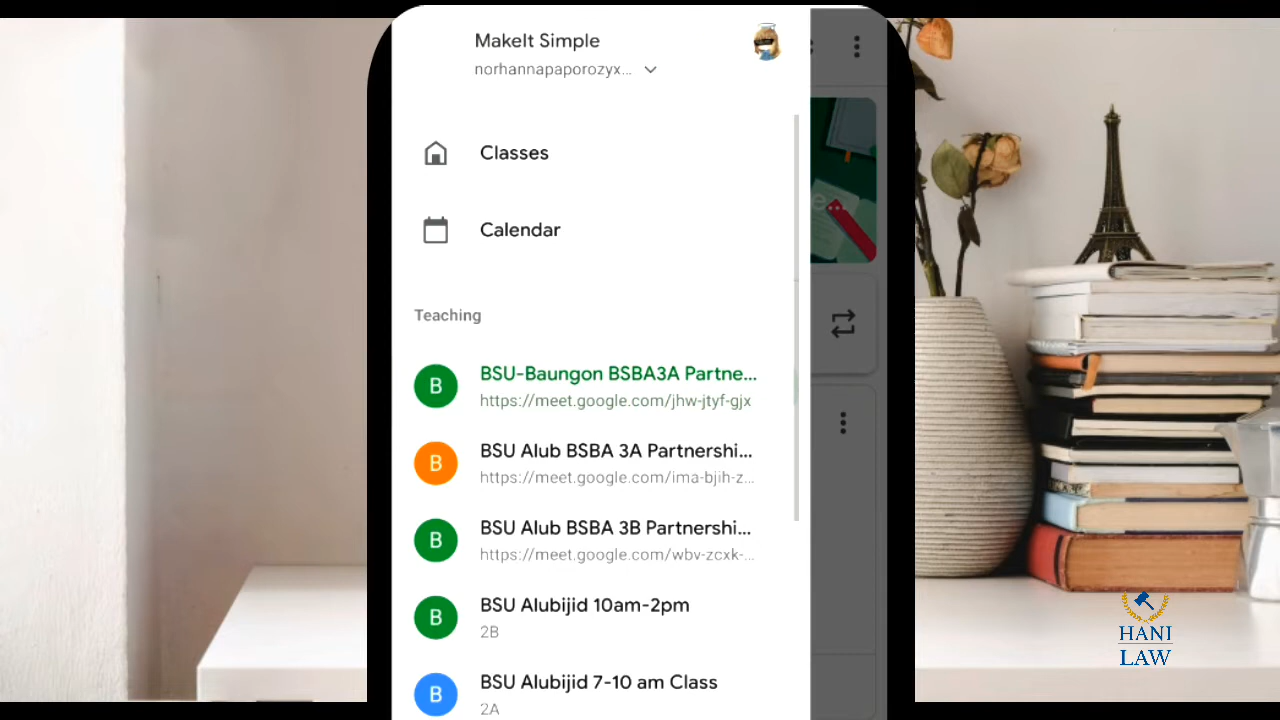 MakeIt Simple
norhannapaporozyx...
Classes
Calendar
Teaching
B
BSU-Baungon BSBA3A Partne...
https://meet.google.com/jhw-jtyf-gjx
B
BSU Alub BSBA 3A Partnershi...
https://meet.google.com/ima-bjih-z...
B
BSU Alub BSBA 3B Partnershi...
https://meet.google.com/wbv-zcxk-...
B
BSU Alubijid 10am-2pm
2B
B
BSU Alubijid 7-10 am Class
2A
e...
HANI
LAW